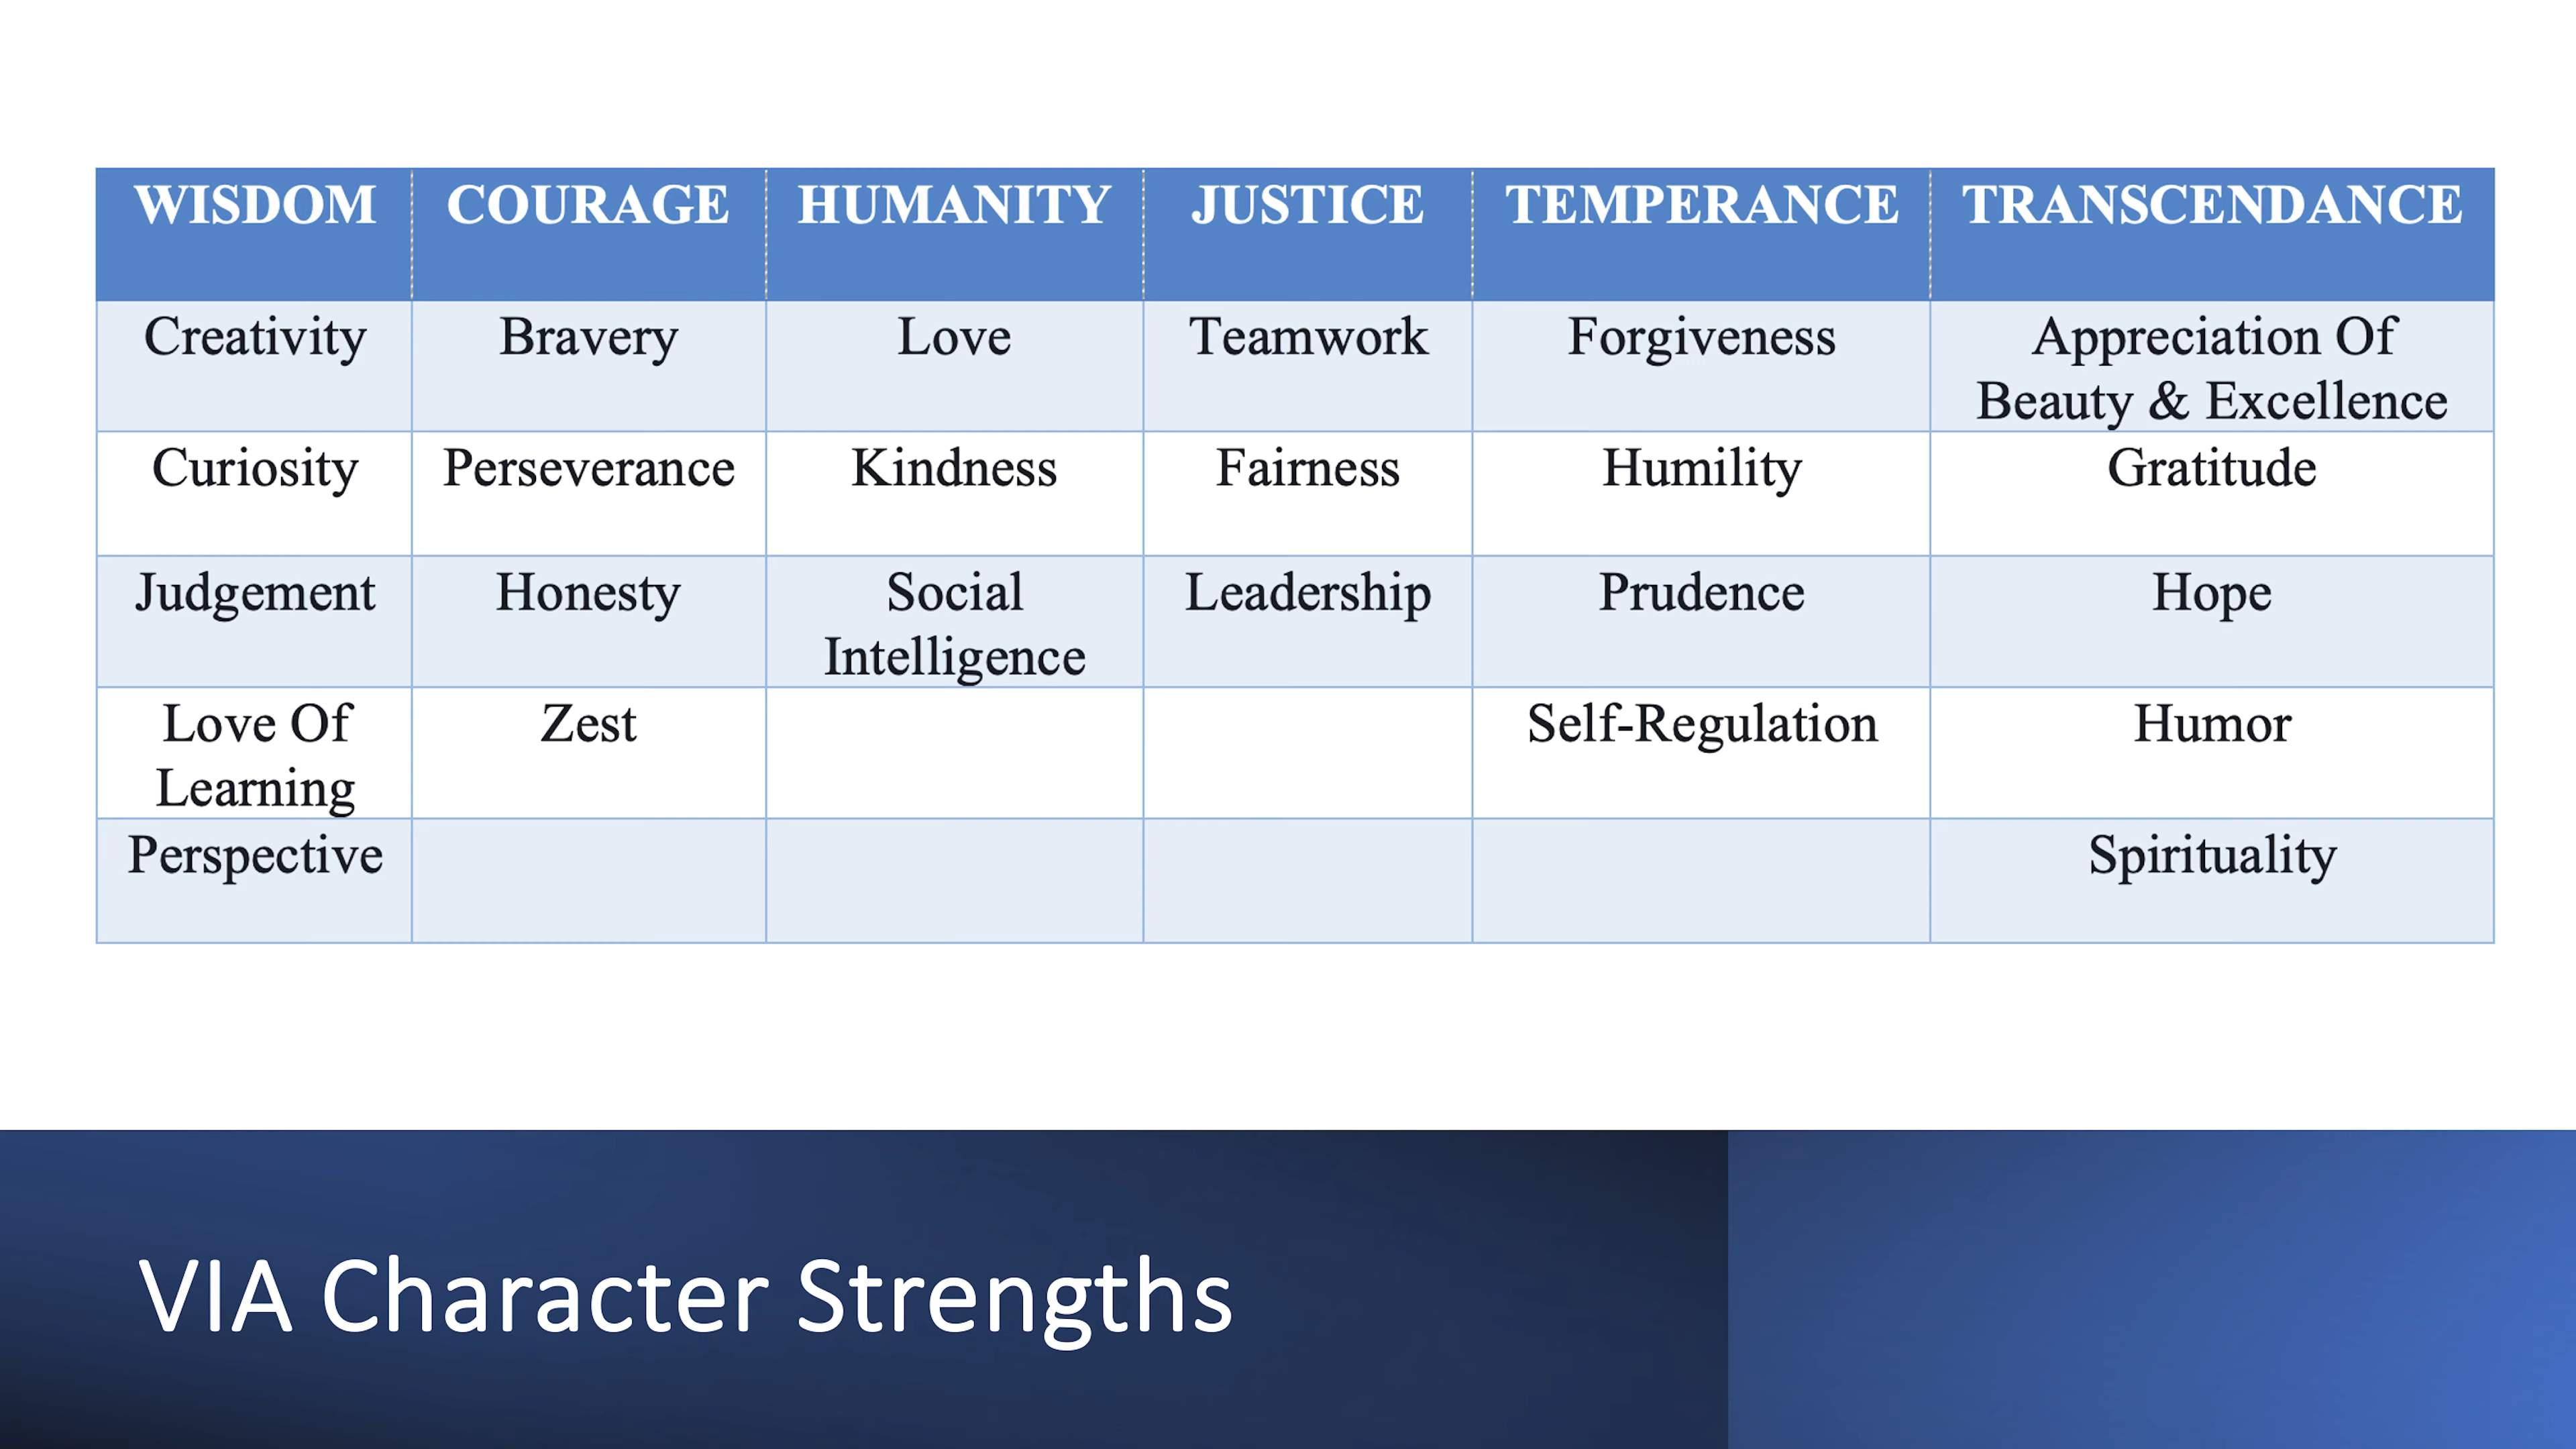 WISDOM COURAGE HUMANITY JUSTICE TEMPERANCE TRANSCENDANCE
Creativity Bravery Love Teamwork Forgiveness Appreciation Of
Beauty & Excellence
Curiosity Perseverance Kindness Fairness Humility Gratitude
Judgement Honesty Social Leadership Prudence Hope
Intelligence
Love Of Zest Self-Regulation Humor
Learning
Perspective Spirituality
VIA Character Strengths